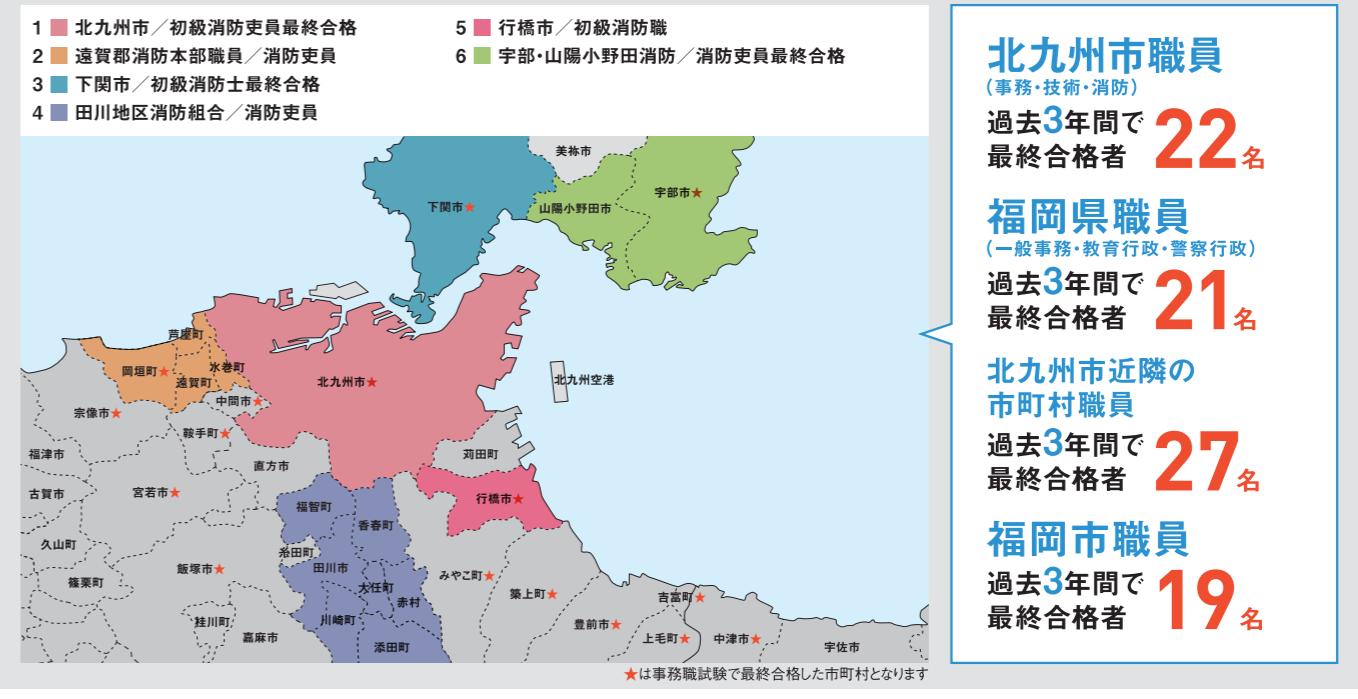 1 北九州市／初級消防吏員最終合格
2 遠賀郡消防本部職員／消防吏員
3 下関市／初級消防士最終合格
4 田川地区消防組合／消防吏員
5 行橋市／初級消防職
6 宇部・山陽小野田消防／消防吏員最終合格
美祢市
宇部市★
山陽小野田市
下関市★
芦屋町
岡垣町★
水巻町
遠賀町
北九州市★
北九州空港
中間市★
宗像市★
鞍手町★
福津市
直方市
苅田町
古賀市
宮若市★
行橋市★
福智町
香春町
久山町
糸田町
飯塚市★
田川市
みやこ町★
篠栗町
大任町
赤村
築上町★
吉富町★
桂川町
川崎町
豊前市★
嘉麻市
添田町
上毛町★
中津市★
宇佐市
★は事務職試験で最終合格した市町村となります
北九州市職員
（事務・技術・消防）
過去3年間で
最終合格者 22名
福岡県職員
（一般事務・教育行政・警察行政）
過去3年間で
最終合格者 21名
北九州市近隣の
市町村職員
過去3年間で
最終合格者 27名
福岡市職員
過去3年間で
最終合格者 19名